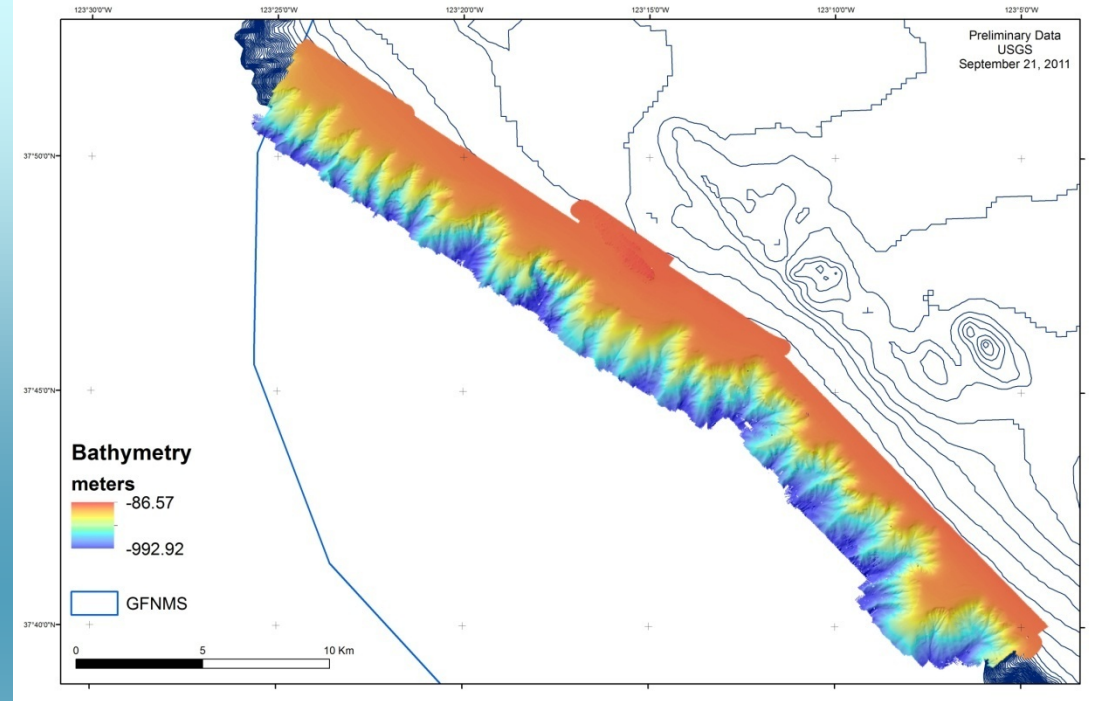 123°30'0"W 123°25'0"W 123°20'0"W 123°15'0"W 123°10'0"W 123°5'0"W
Preliminary Data
USGS
September 21, 2011
37°50'0"N
37°45'0"N
Bathymetry
meters
-86.57
-992.92
GFNMS
37°40'0"N
0 5 10 Km